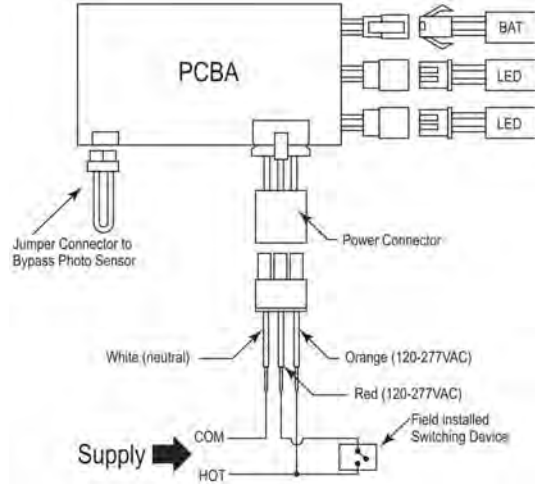 BAT
PCBA
LED
LED
Jumper Connector to
Bypass Photo Sensor
Power Connector
White (neutral)
Orange (120-277VAC)
Red (120-277VAC)
Field installed
Switching Device
COM
Supply
HOT